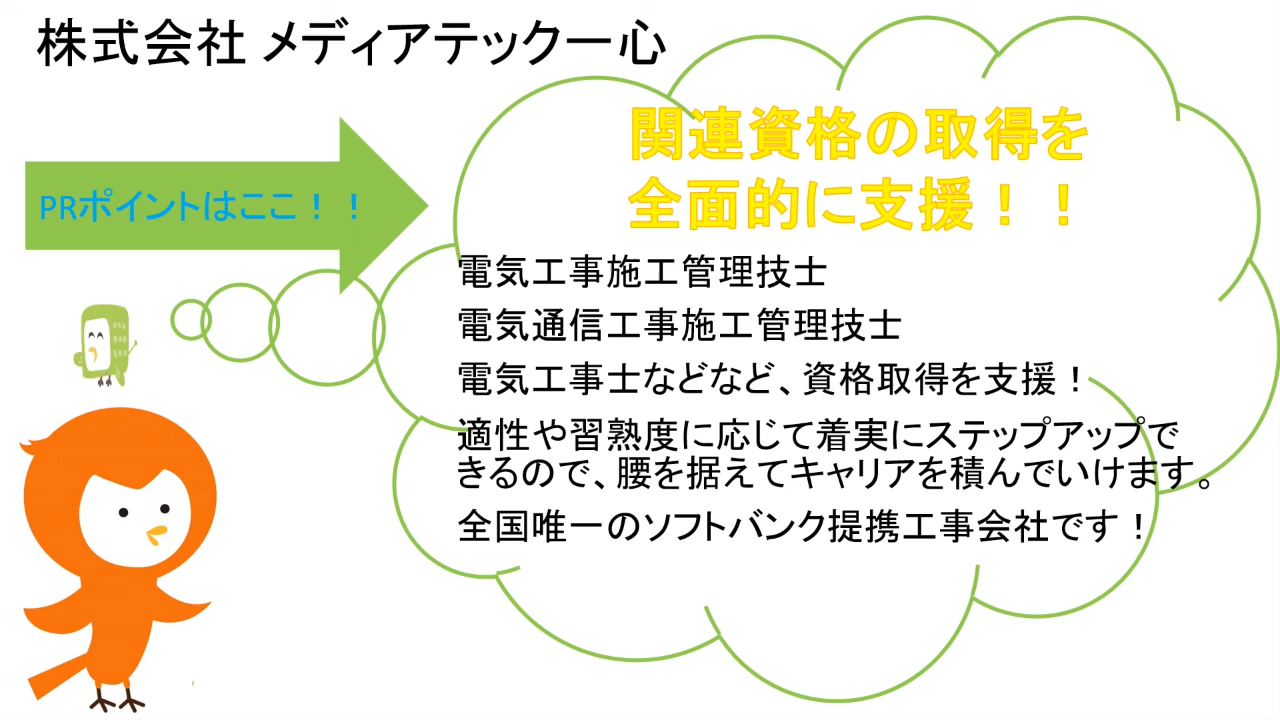 株式会社 メディアテック一心
PRポイントはここ！！
関連資格の取得を
全面的に支援！！
電気工事施工管理技士
電気通信工事施工管理技士
電気工事士などなど、資格取得を支援！
適性や習熟度に応じて着実にステップアップで
きるので、腰を据えてキャリアを積んでいけます。
全国唯一のソフトバンク提携工事会社です！